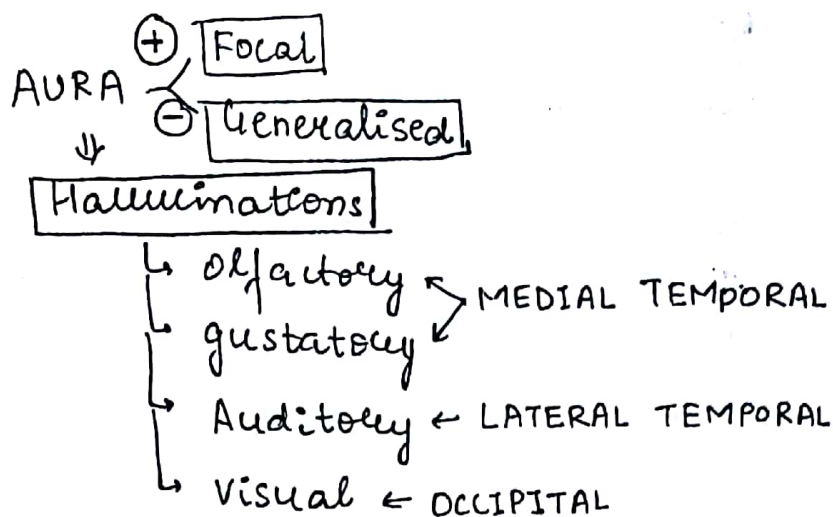 ⊕ Focal
AURA
⊖ Generalised
⇓
Hallucinations
↳ Olfactory
MEDIAL TEMPORAL
↳ gustatory
↳ Auditory ← LATERAL TEMPORAL
↳ Visual ← OCCIPITAL